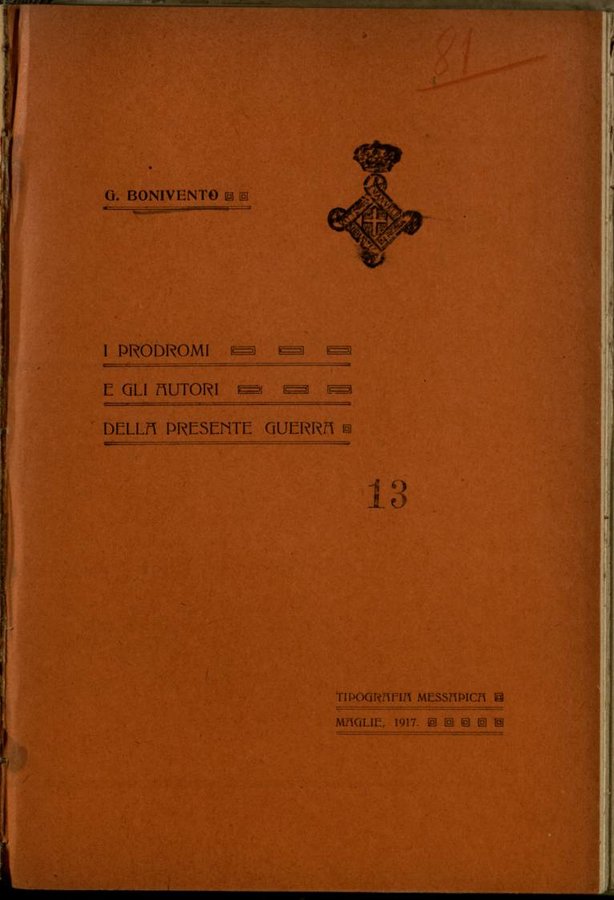 81
G. BONIVENTO
I PRODROMI
E GLI AUTORI
DELLA PRESENTE GUERRA
13
TIPOGRAFIA MESSAPICA
MAGLIE, 1917.